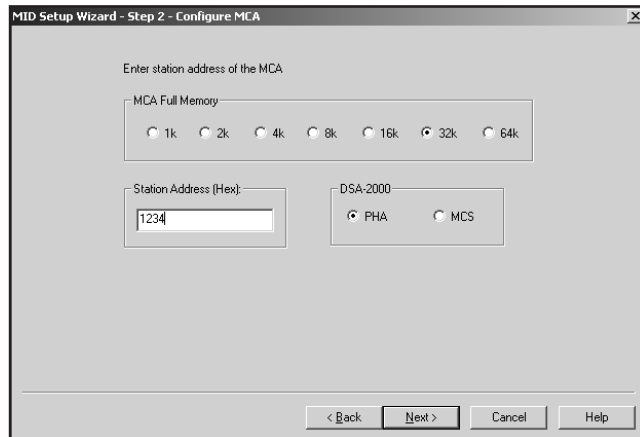 MID Setup Wizard - Step 2 - Configure MCA
Enter station address of the MCA
MCA Full Memory
1k 2k 4k 8k 16k 32k 64k
Station Address (Hex): DSA-2000
1234 PHA MCS
< Back Next > Cancel Help